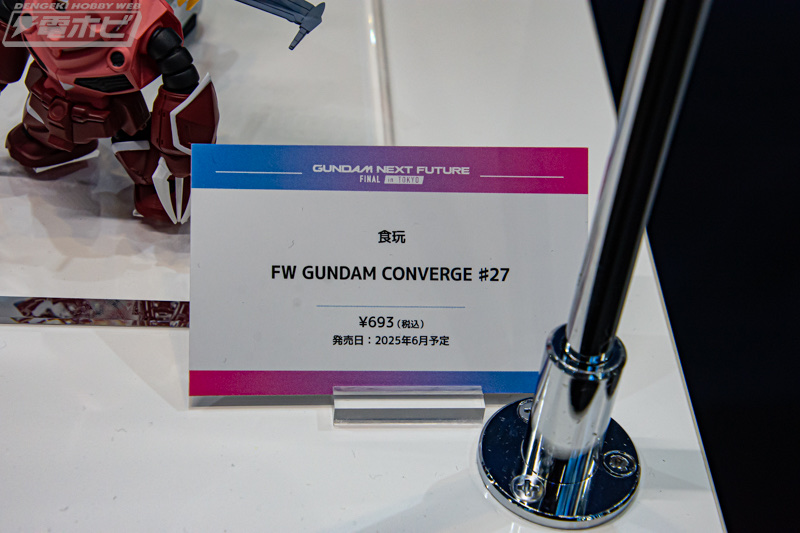 DENGEKI HOBBY WEB
電ホビ
GUNDAM NEXT FUTURE
FINAL in TOKYO
食玩
FW GUNDAM CONVERGE #27
¥693(税込)
発売日:2025年6月予定